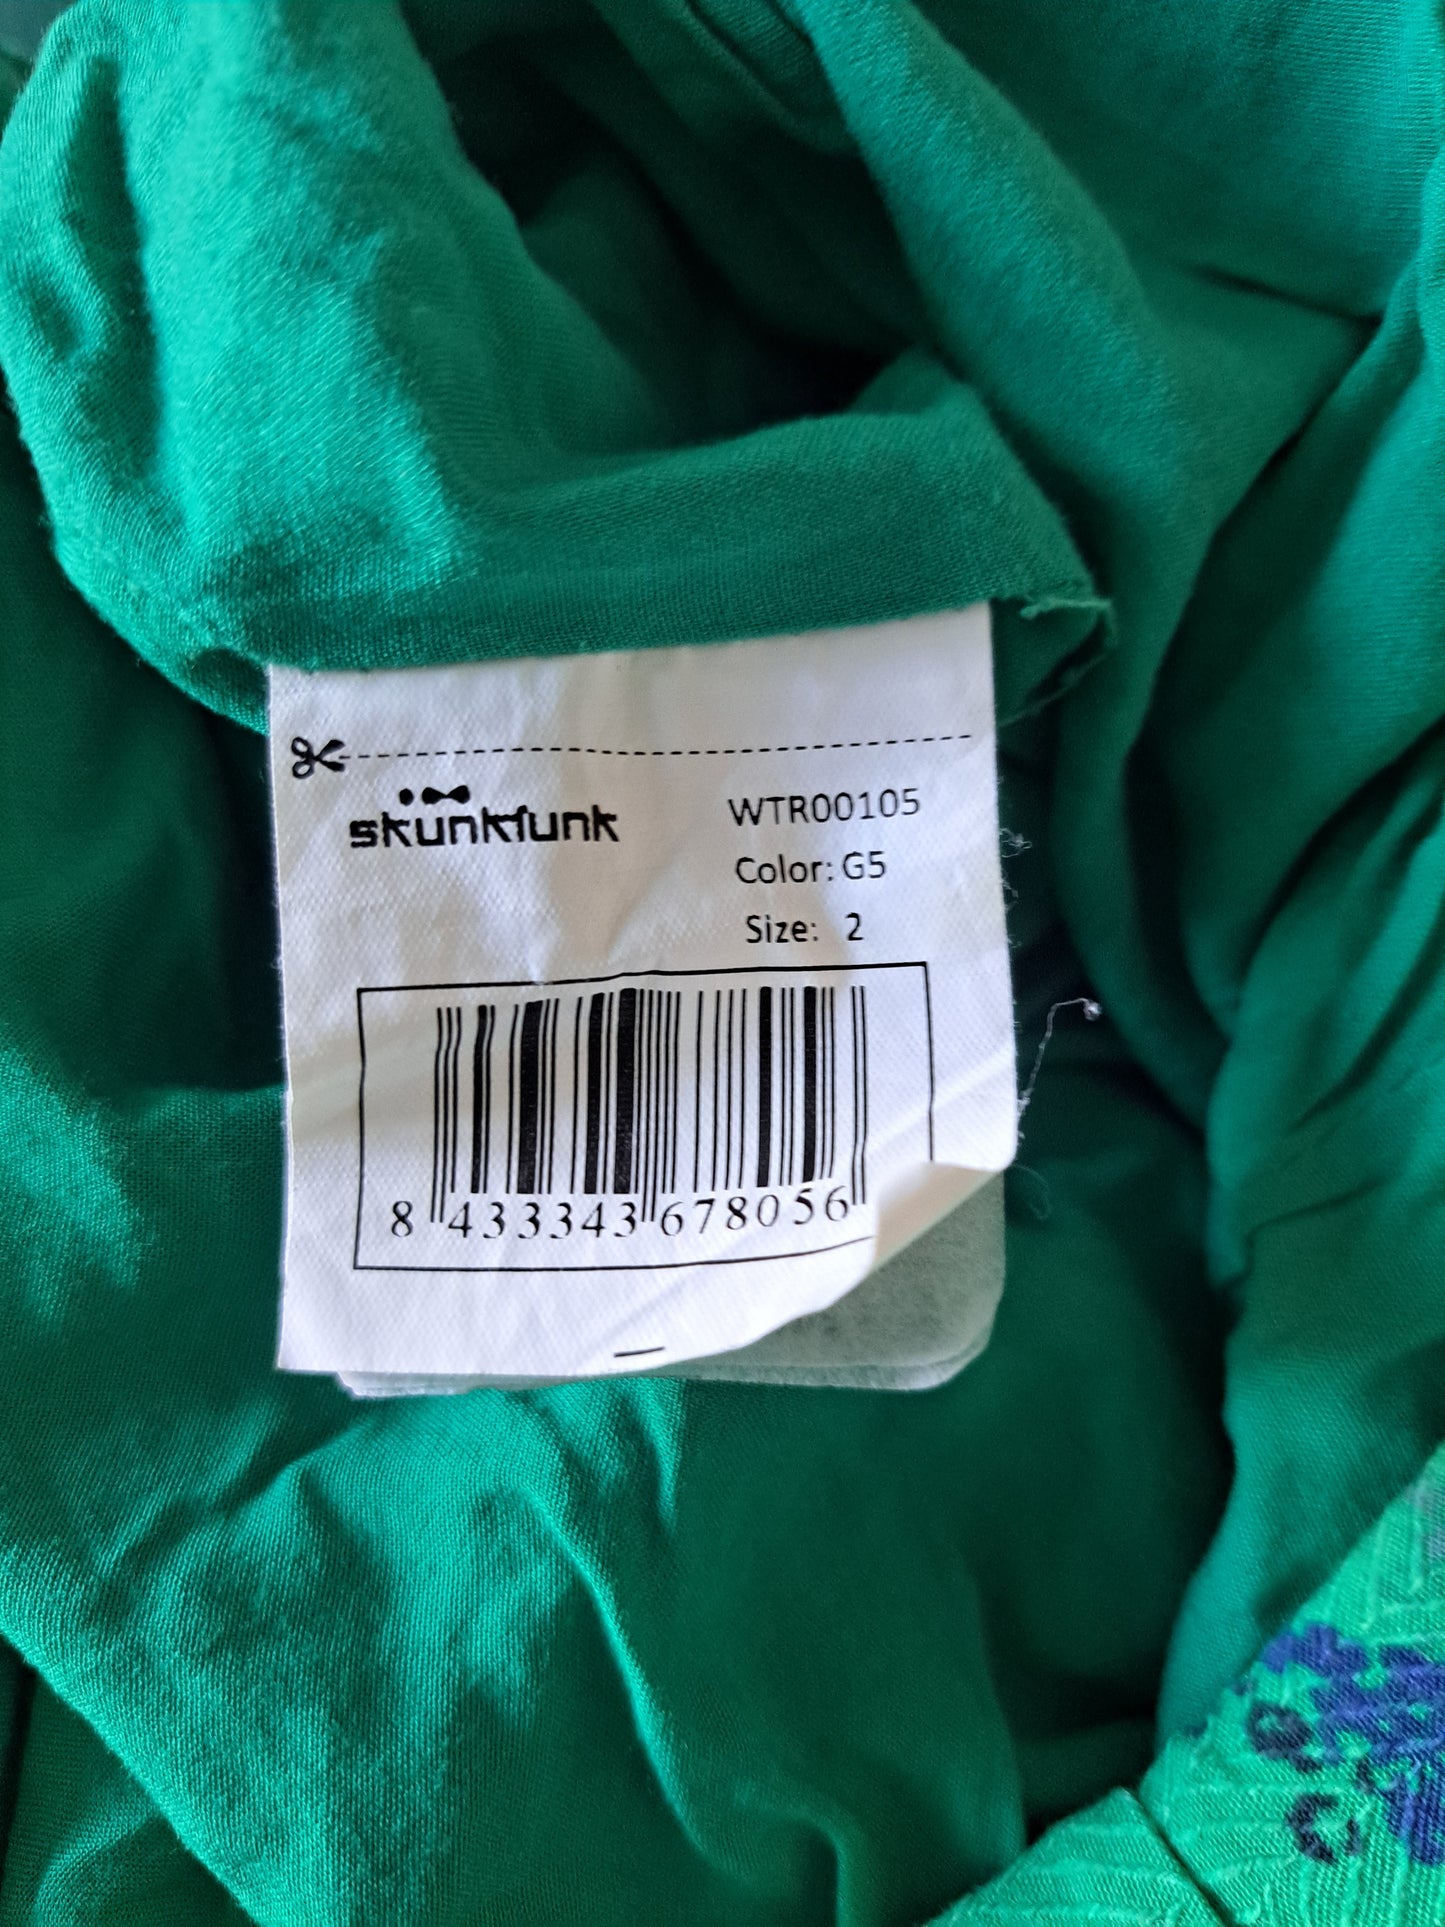 skunkfunk
WTR00105
Color: G5
Size: 2
8 433343 678056